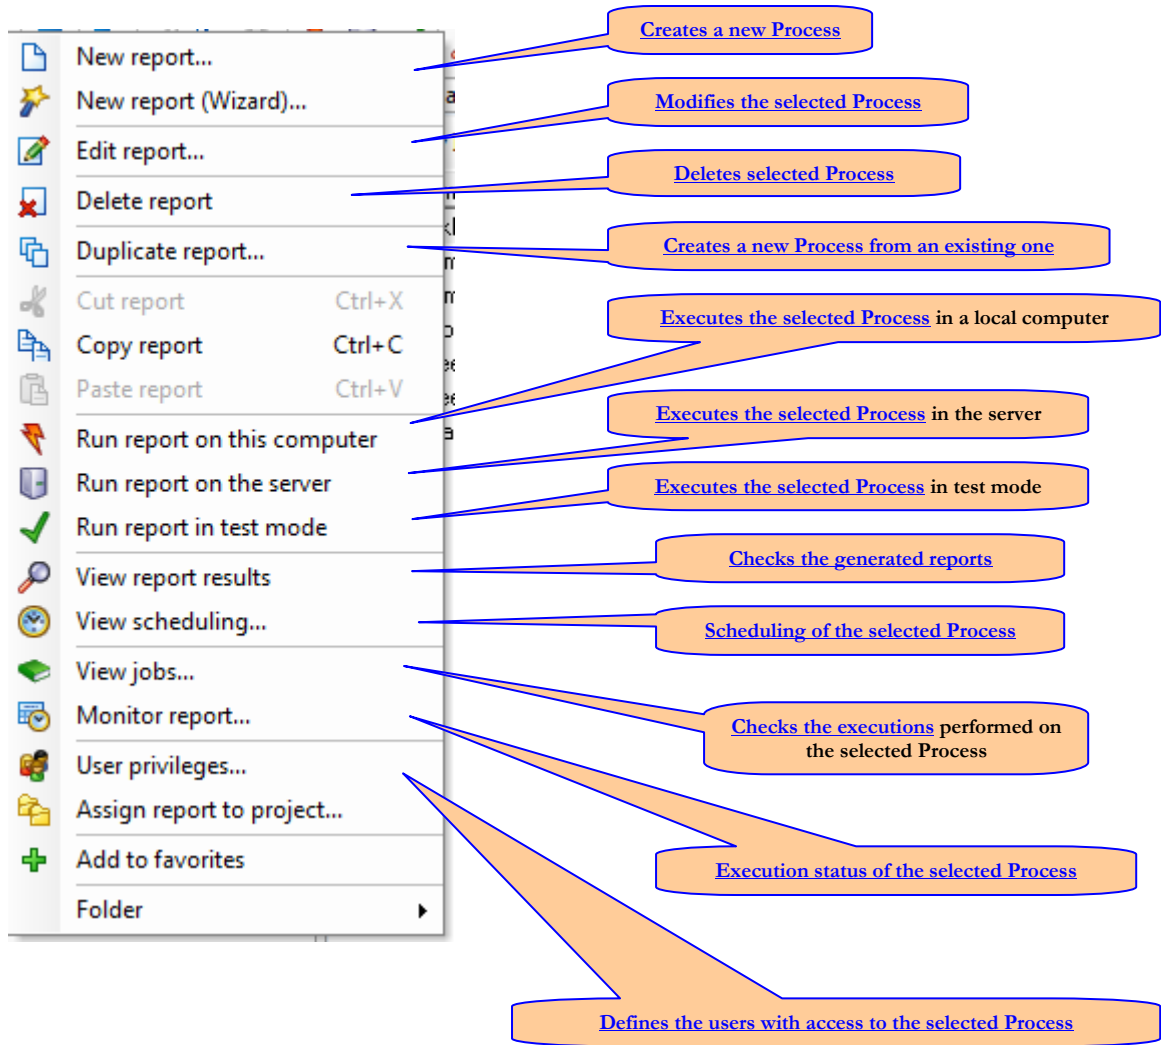 New report...
New report (Wizard)...
Edit report...
Delete report
Duplicate report...
Cut report Ctrl+X
Copy report Ctrl+C
Paste report Ctrl+V
Run report on this computer
Run report on the server
Run report in test mode
View report results
View scheduling...
View jobs...
Monitor report...
User privileges...
Assign report to project...
Add to favorites
Folder
Creates a new Process
Modifies the selected Process
Deletes selected Process
Creates a new Process from an existing one
Executes the selected Process in a local computer
Executes the selected Process in the server
Executes the selected Process in test mode
Checks the generated reports
Scheduling of the selected Process
Checks the executions performed on
the selected Process
Execution status of the selected Process
Defines the users with access to the selected Process